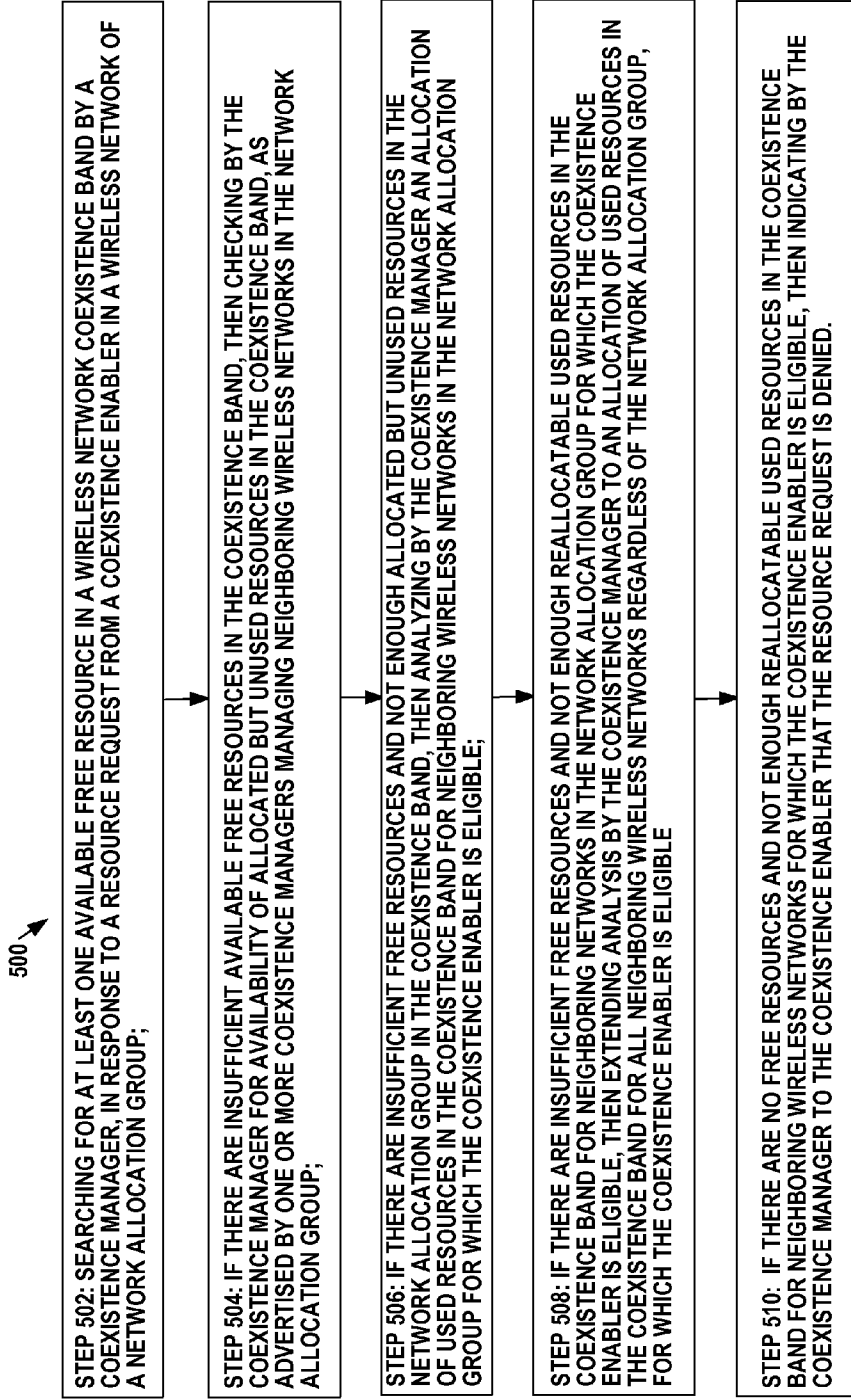 500
STEP 502: SEARCHING FOR AT LEAST ONE AVAILABLE FREE RESOURCE IN A WIRELESS NETWORK COEXISTENCE BAND BY A
COEXISTENCE MANAGER, IN RESPONSE TO A RESOURCE REQUEST FROM A COEXISTENCE ENABLER IN A WIRELESS NETWORK OF
A NETWORK ALLOCATION GROUP;
STEP 504: IF THERE ARE INSUFFICIENT AVAILABLE FREE RESOURCES IN THE COEXISTENCE BAND, THEN CHECKING BY THE
COEXISTENCE MANAGER FOR AVAILABILITY OF ALLOCATED BUT UNUSED RESOURCES IN THE COEXISTENCE BAND, AS
ADVERTISED BY ONE OR MORE COEXISTENCE MANAGERS MANAGING NEIGHBORING WIRELESS NETWORKS IN THE NETWORK
ALLOCATION GROUP;
STEP 506: IF THERE ARE INSUFFICIENT FREE RESOURCES AND NOT ENOUGH ALLOCATED BUT UNUSED RESOURCES IN THE
NETWORK ALLOCATION GROUP IN THE COEXISTENCE BAND, THEN ANALYZING BY THE COEXISTENCE MANAGER AN ALLOCATION
OF USED RESOURCES IN THE COEXISTENCE BAND FOR NEIGHBORING WIRELESS NETWORKS IN THE NETWORK ALLOCATION
GROUP FOR WHICH THE COEXISTENCE ENABLER IS ELIGIBLE;
STEP 508: IF THERE ARE INSUFFICIENT FREE RESOURCES AND NOT ENOUGH REALLOCATABLE USED RESOURCES IN THE
COEXISTENCE BAND FOR NEIGHBORING NETWORKS IN THE NETWORK ALLOCATION GROUP FOR WHICH THE COEXISTENCE
ENABLER IS ELIGIBLE, THEN EXTENDING ANALYSIS BY THE COEXISTENCE MANAGER TO AN ALLOCATION OF USED RESOURCES IN
THE COEXISTENCE BAND FOR ALL NEIGHBORING WIRELESS NETWORKS REGARDLESS OF THE NETWORK ALLOCATION GROUP,
FOR WHICH THE COEXISTENCE ENABLER IS ELIGIBLE
STEP 510: IF THERE ARE NO FREE RESOURCES AND NOT ENOUGH REALLOCATABLE USED RESOURCES IN THE COEXISTENCE
BAND FOR NEIGHBORING WIRELESS NETWORKS FOR WHICH THE COEXISTENCE ENABLER IS ELIGIBLE, THEN INDICATING BY THE
COEXISTENCE MANAGER TO THE COEXISTENCE ENABLER THAT THE RESOURCE REQUEST IS DENIED.